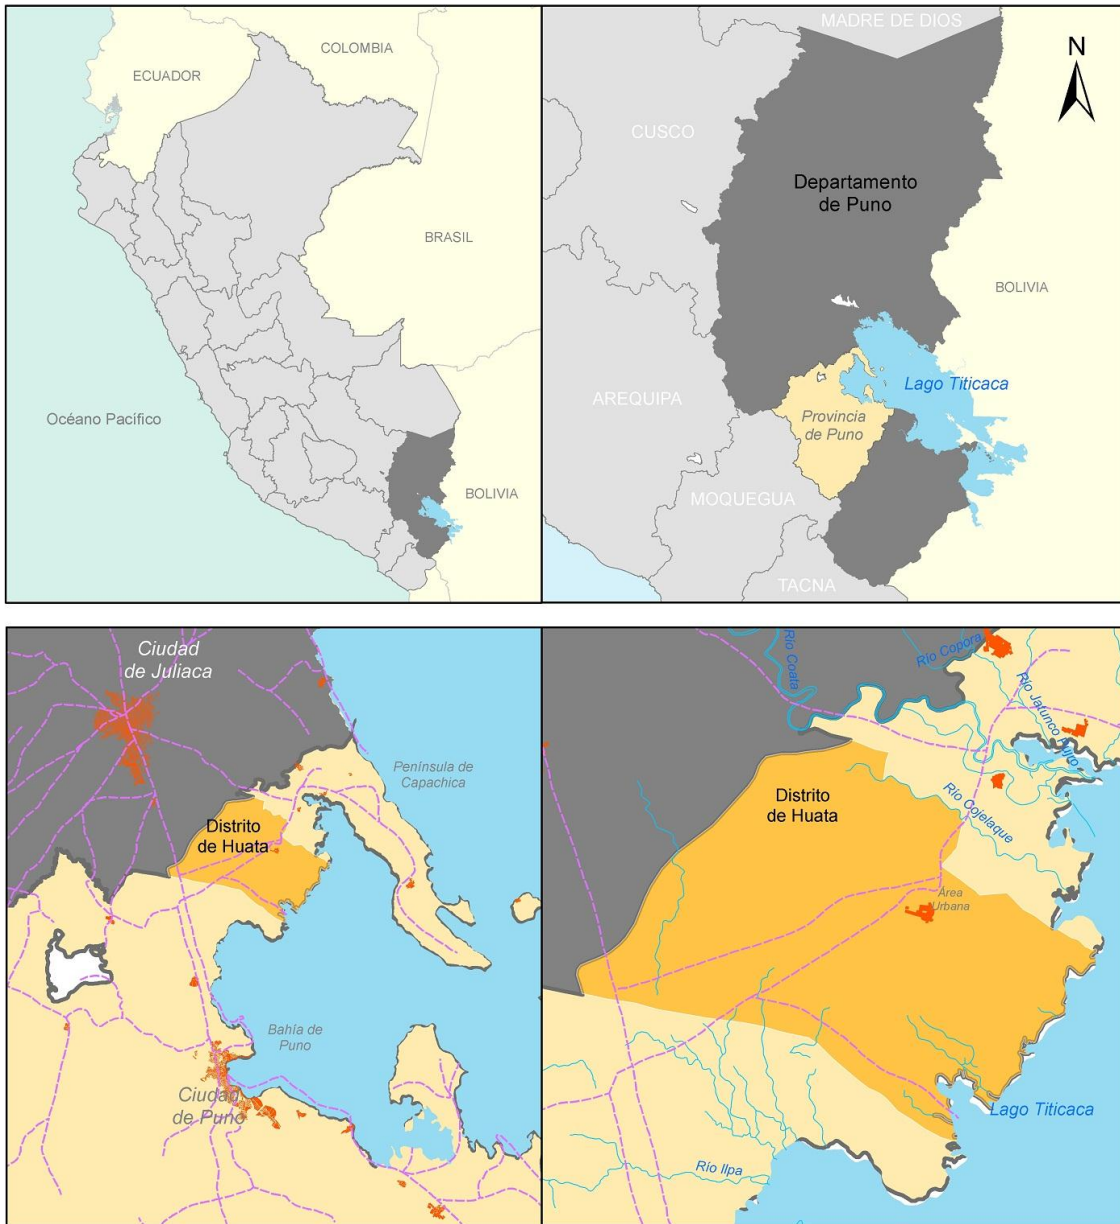 COLOMBIA
ECUADOR
BRASIL
Océano Pacífico
BOLIVIA
MADRE DE DIOS
N
CUSCO
Departamento
de Puno
BOLIVIA
Lago Titicaca
AREQUIPA
Provincia
de Puno
MOQUEGUA
TACNA
Ciudad
de Juliaca
Península de
Capachica
Distrito
de Huata
Bahía de
Puno
Ciudad
de Puno
Río Coata
Río Copora
Río Jatunco Mayo
Distrito
de Huata
Río Cojelaque
Área
Urbana
Lago Titicaca
Río Ilpa